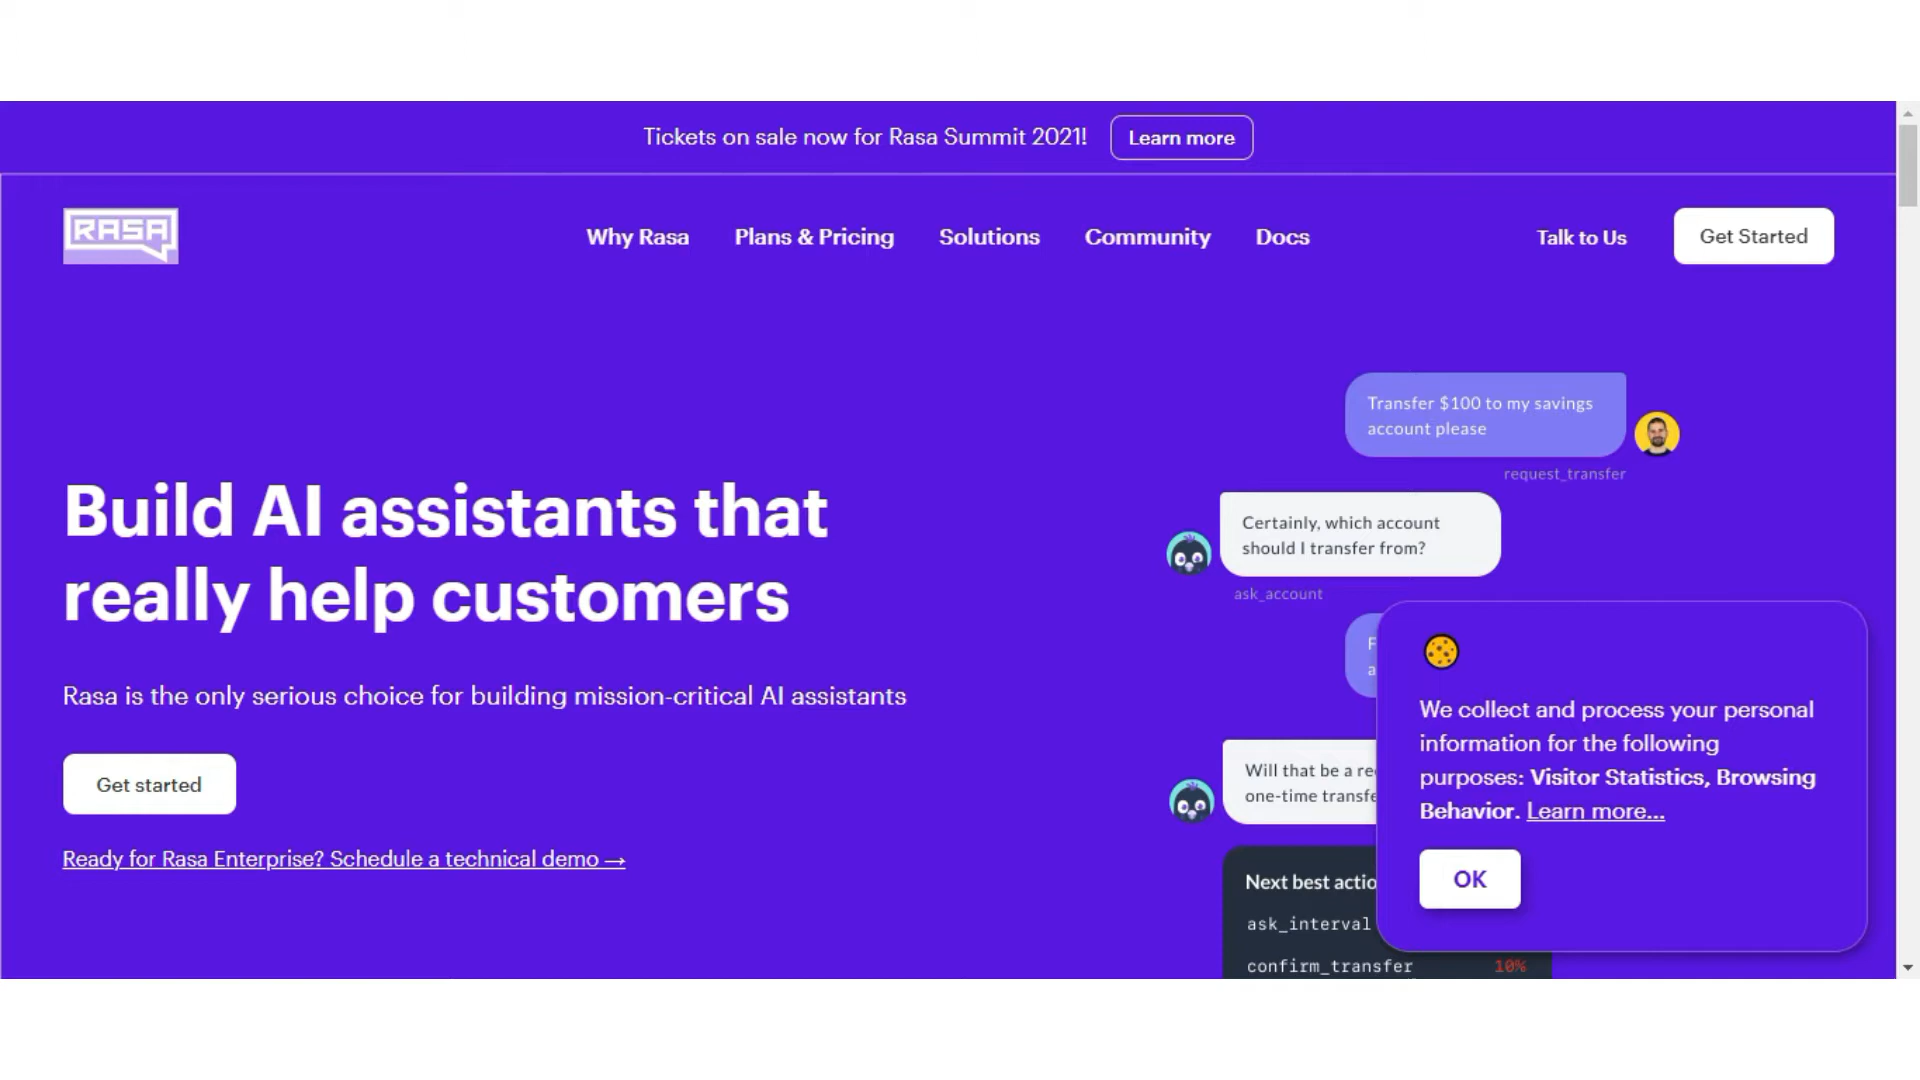 Tickets on sale now for Rasa Summit 2021!
Learn more
RASA
Why Rasa
Plans & Pricing
Solutions
Community
Docs
Talk to Us
Get Started
Build AI assistants that
really help customers
Rasa is the only serious choice for building mission-critical AI assistants
Get started
Ready for Rasa Enterprise? Schedule a technical demo →
Transfer $100 to my savings
account please
request_transfer
Certainly, which account
should I transfer from?
ask_account
Will that be a
one-time
Next best
ask_interval
confirm_transfer 10%
We collect and process your personal
information for the following
purposes: Visitor Statistics, Browsing
Behavior. Learn more...
OK